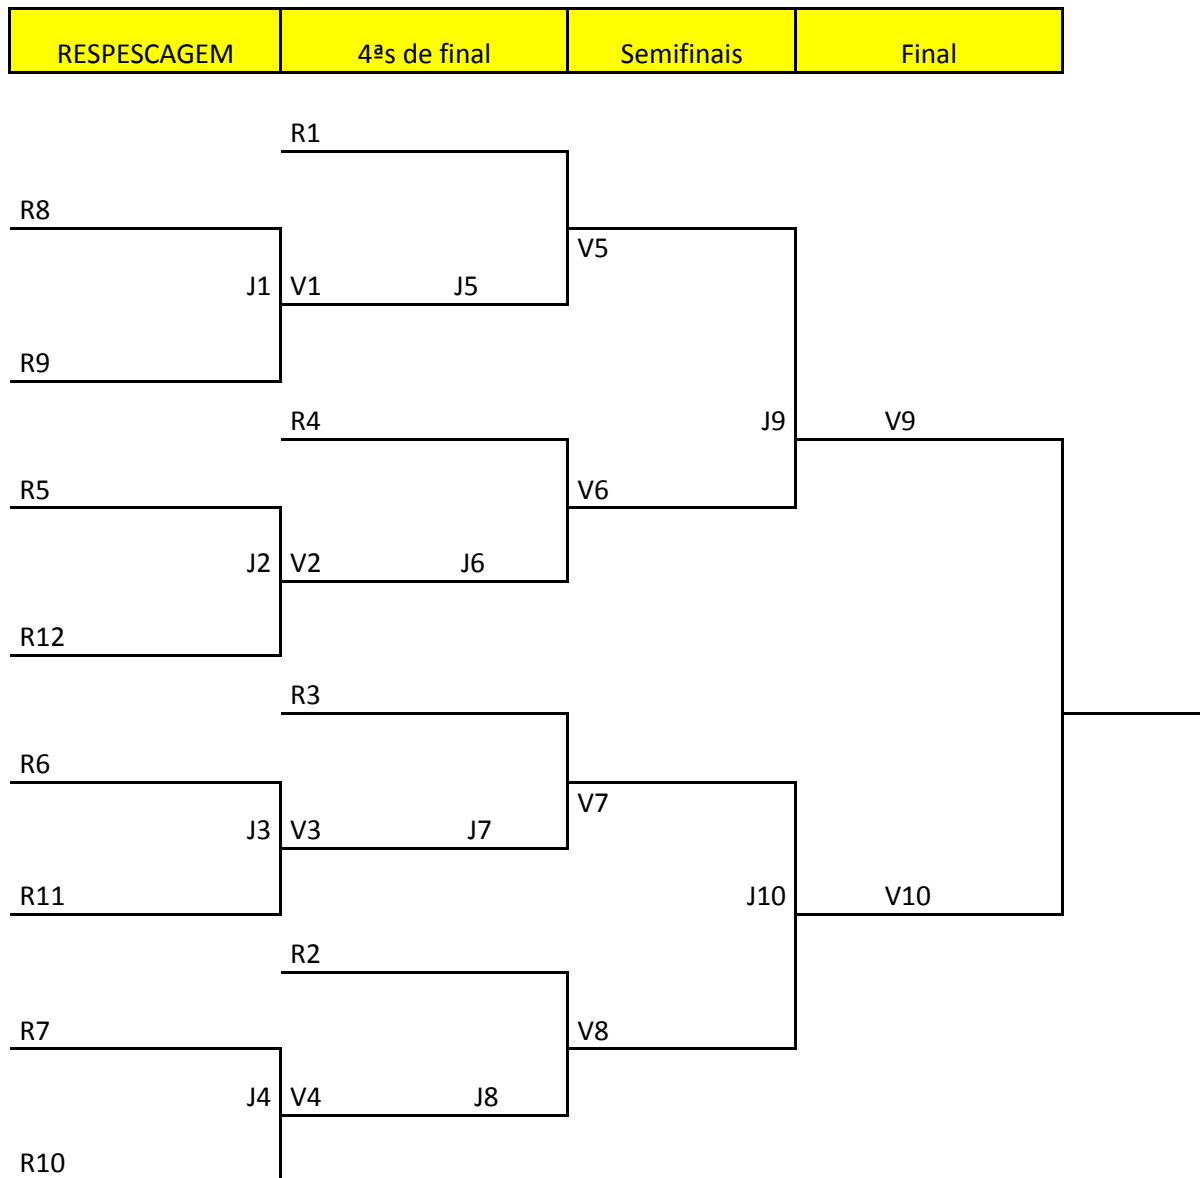 RESPESCAGEM 4ªs de final Semifinais Final
R1
R8
V5
J1 V1 J5
R9
R4 J9 V9
R5 V6
J2 V2 J6
R12
R3
R6
V7
J3 V3 J7
R11 J10 V10
R2
R7 V8
J4 V4 J8
R10